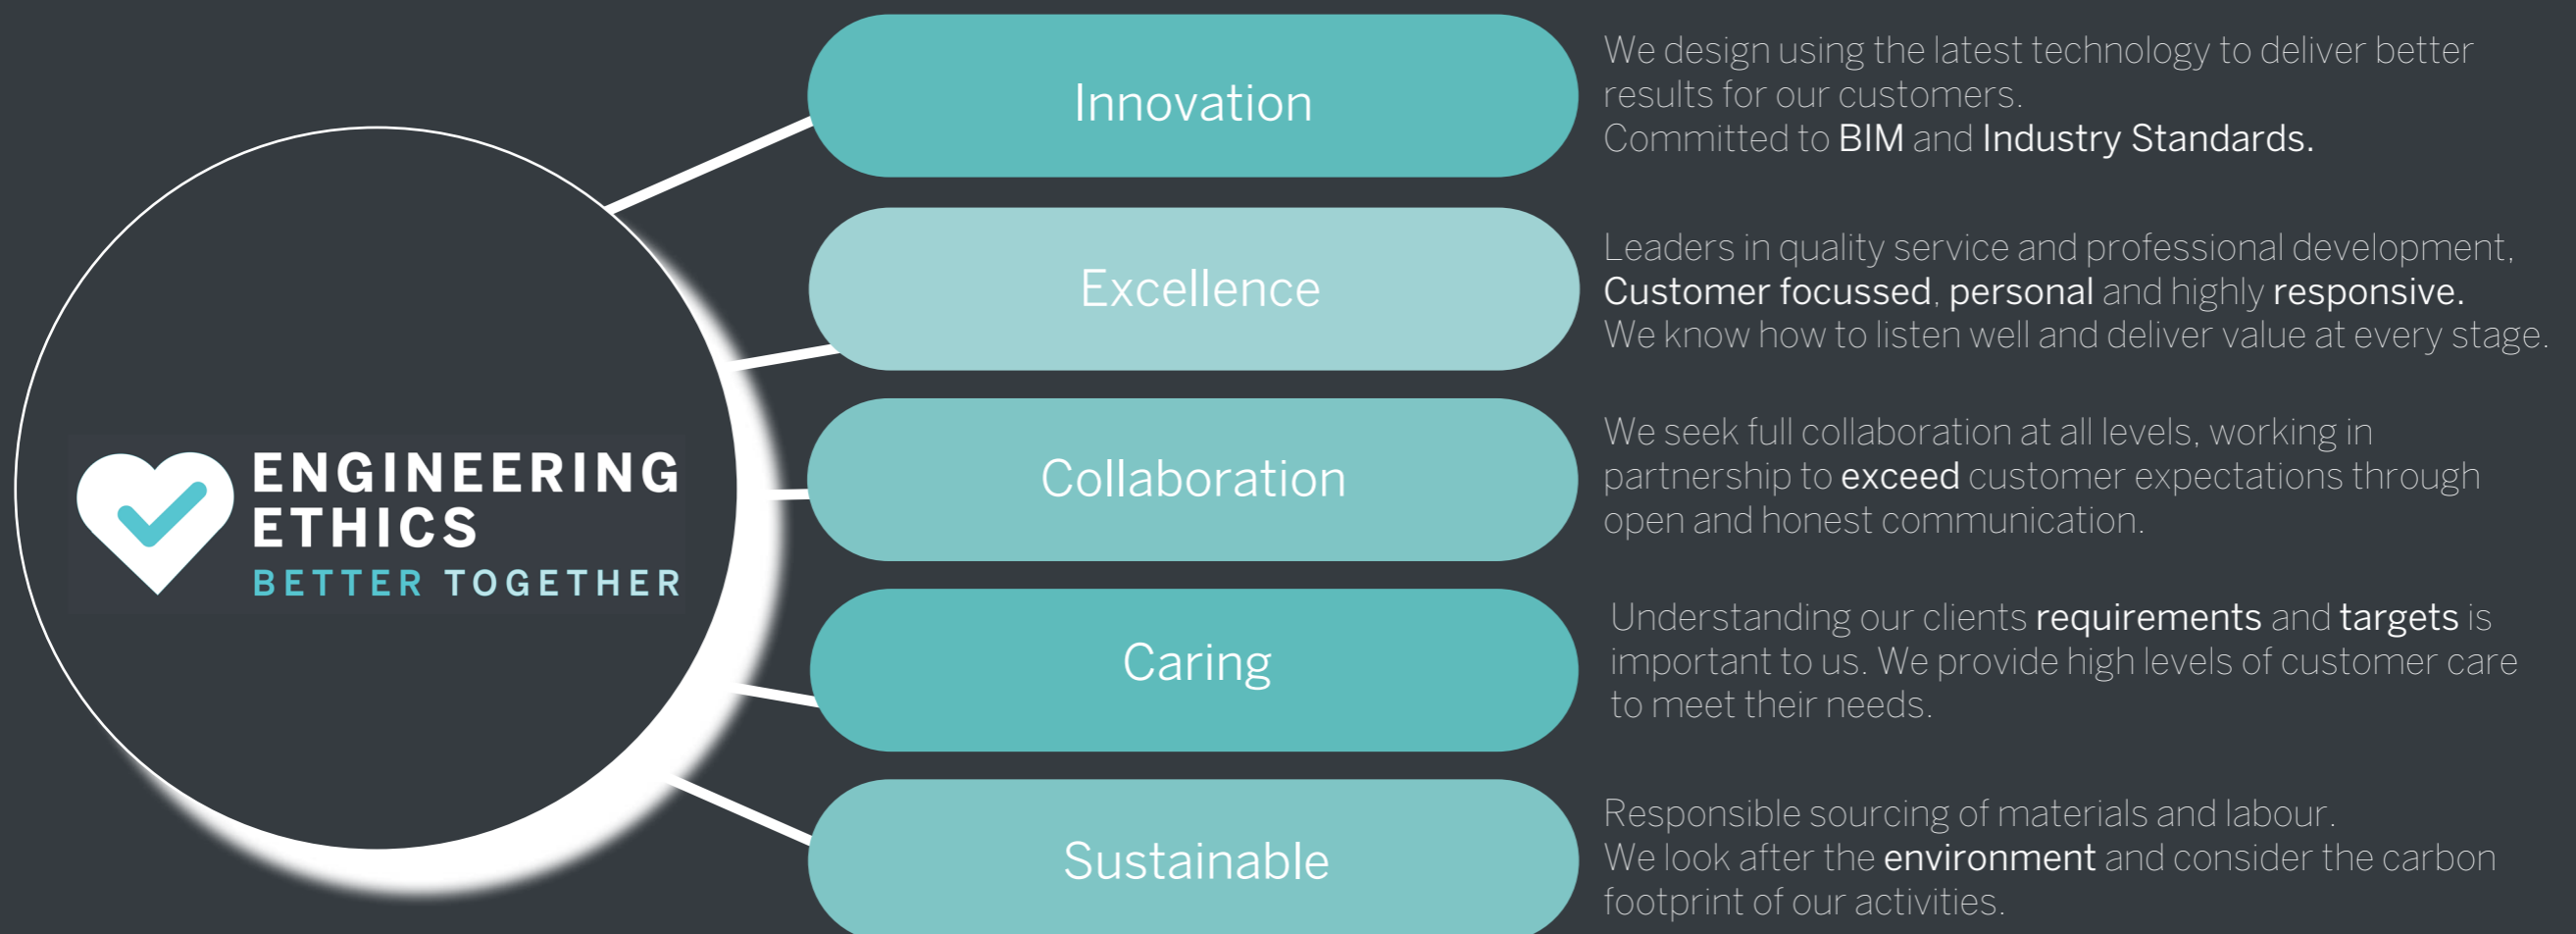 ENGINEERING
ETHICS
BETTER TOGETHER
Innovation
We design using the latest technology to deliver better
results for our customers.
Committed to BIM and Industry Standards.
Excellence
Leaders in quality service and professional development,
Customer focussed, personal and highly responsive.
We know how to listen well and deliver value at every stage.
Collaboration
We seek full collaboration at all levels, working in
partnership to exceed customer expectations through
open and honest communication.
Caring
Understanding our clients requirements and targets is
important to us. We provide high levels of customer care
to meet their needs.
Sustainable
Responsible sourcing of materials and labour.
We look after the environment and consider the carbon
footprint of our activities.